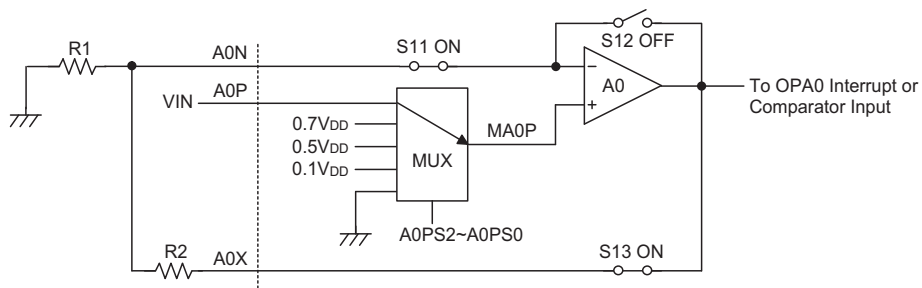 S12 OFF
R1
A0N
S11 ON
−
A0
+
To OPA0 Interrupt or
Comparator Input
VIN
A0P
0.7VDD
0.5VDD
0.1VDD
MUX
MA0P
A0PS2~A0PS0
R2
A0X
S13 ON